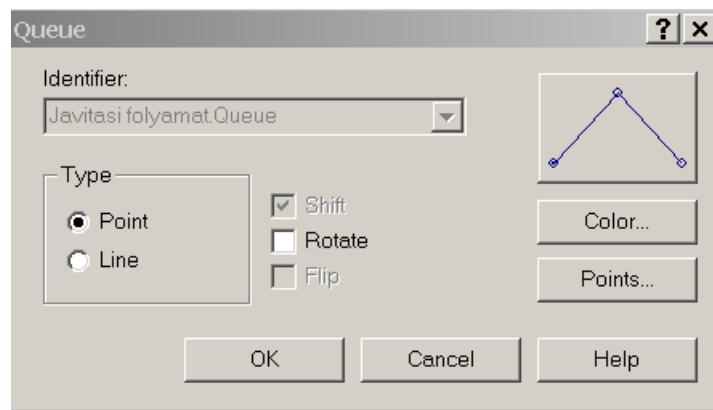 Queue
Identifier:
Javitasi folyamat.Queue
Type
Point
Line
Shift
Rotate
Flip
Color...
Points...
OK
Cancel
Help